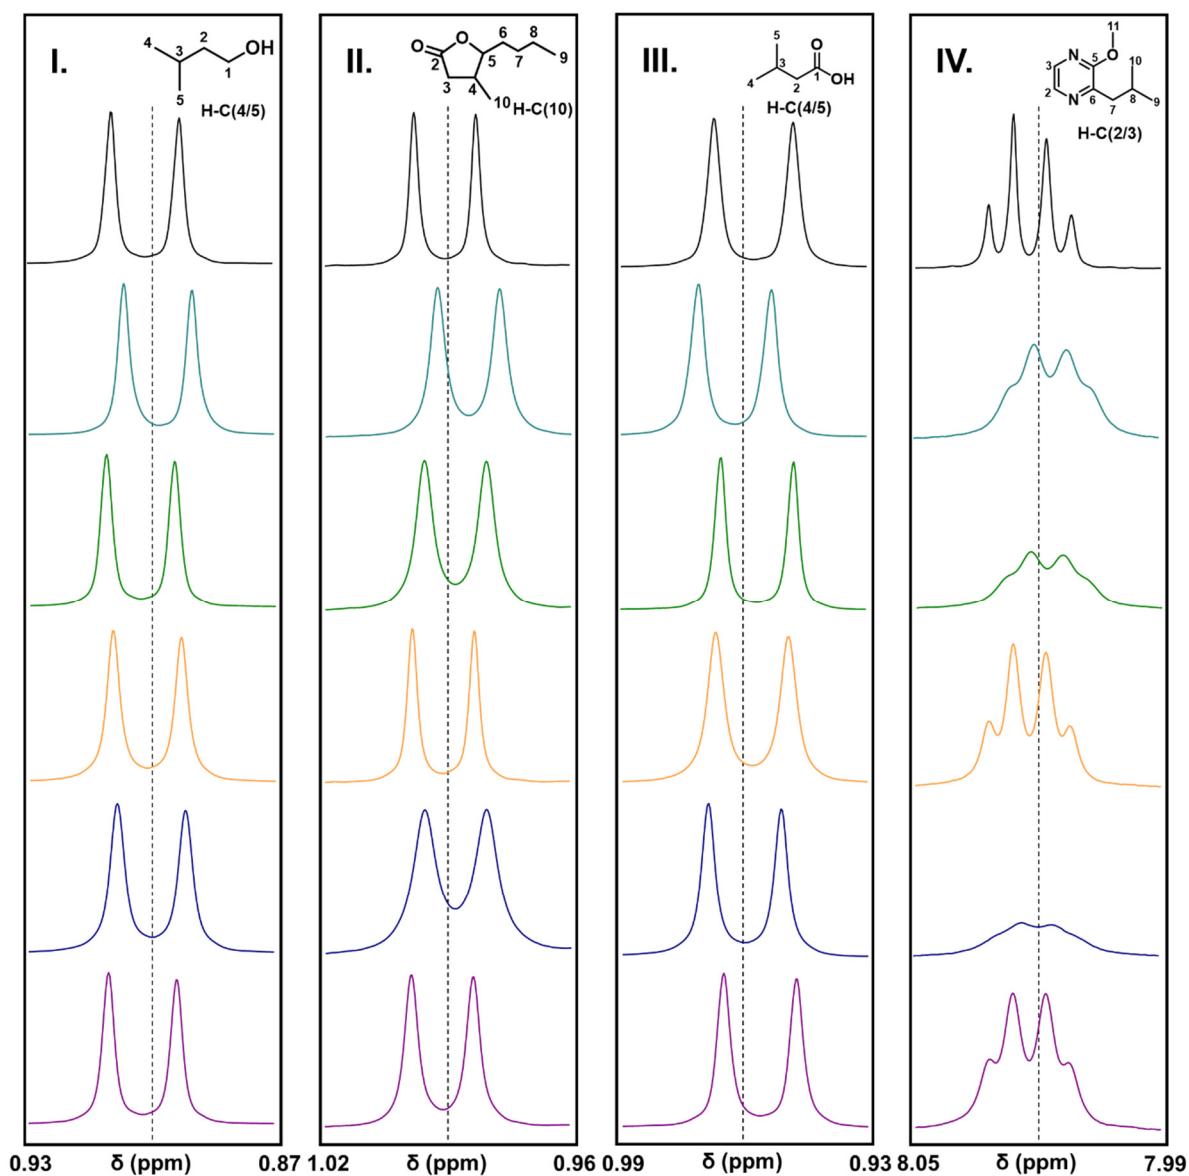 I.
4
2
3
OH
1
5
H-C(4/5)
II.
O
O
2
3
4
5
6
7
8
9
10
H-C(10)
III.
5
3
O
1
4
2
OH
H-C(4/5)
IV.
11
O
3
N
5
10
2
N
6
8
7
9
H-C(2/3)
0.93 δ (ppm) 0.87
1.02 δ (ppm) 0.96
0.99 δ (ppm) 0.93
8.05 δ (ppm) 7.99